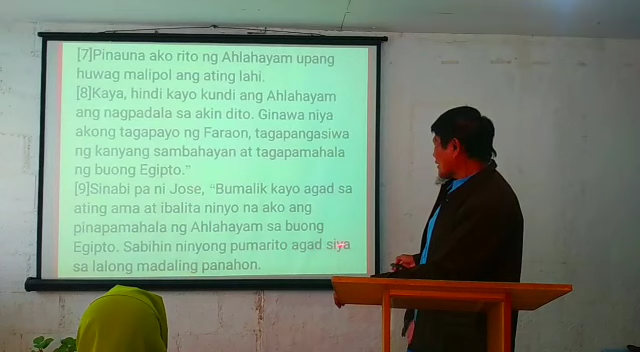 [7]Pinauna ako rito ng Ahlahayam upang
huwag malipol ang ating lahi.
[8]Kaya, hindi kayo kundi ang Ahlahayam
ang nagpadala sa akin dito. Ginawa niya
akong tagapayo ng Faraon, tagapangasiwa
ng kanyang sambahayan at tagapamahala
ng buong Egipto.”
[9]Sinabi pa ni Jose, “Bumalik kayo agad sa
ating ama at ibalita ninyo na ako ang
pinapamahala ng Ahlahayam sa buong
Egipto. Sabihin ninyong pumarito agad siya
sa lalong madaling panahon.